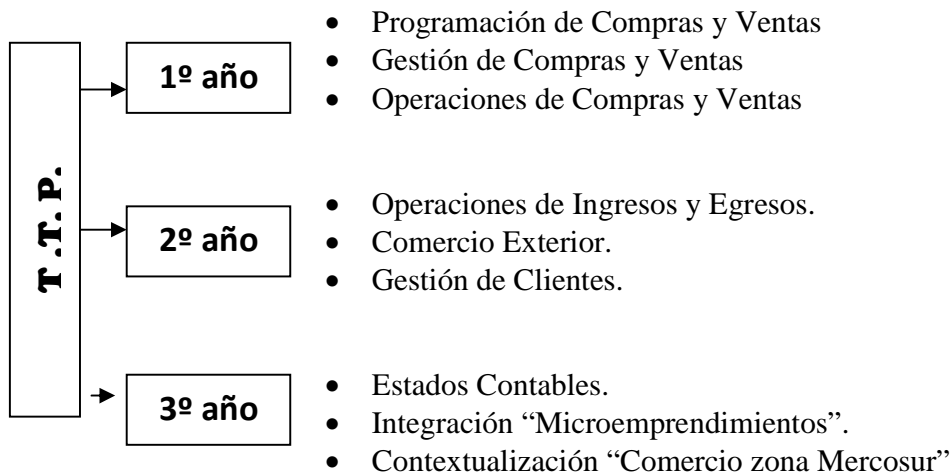 T .T. P.
1º año
• Programación de Compras y Ventas
• Gestión de Compras y Ventas
• Operaciones de Compras y Ventas
2º año
• Operaciones de Ingresos y Egresos.
• Comercio Exterior.
• Gestión de Clientes.
3º año
• Estados Contables.
• Integración “Microemprendimientos”.
• Contextualización “Comercio zona Mercosur”